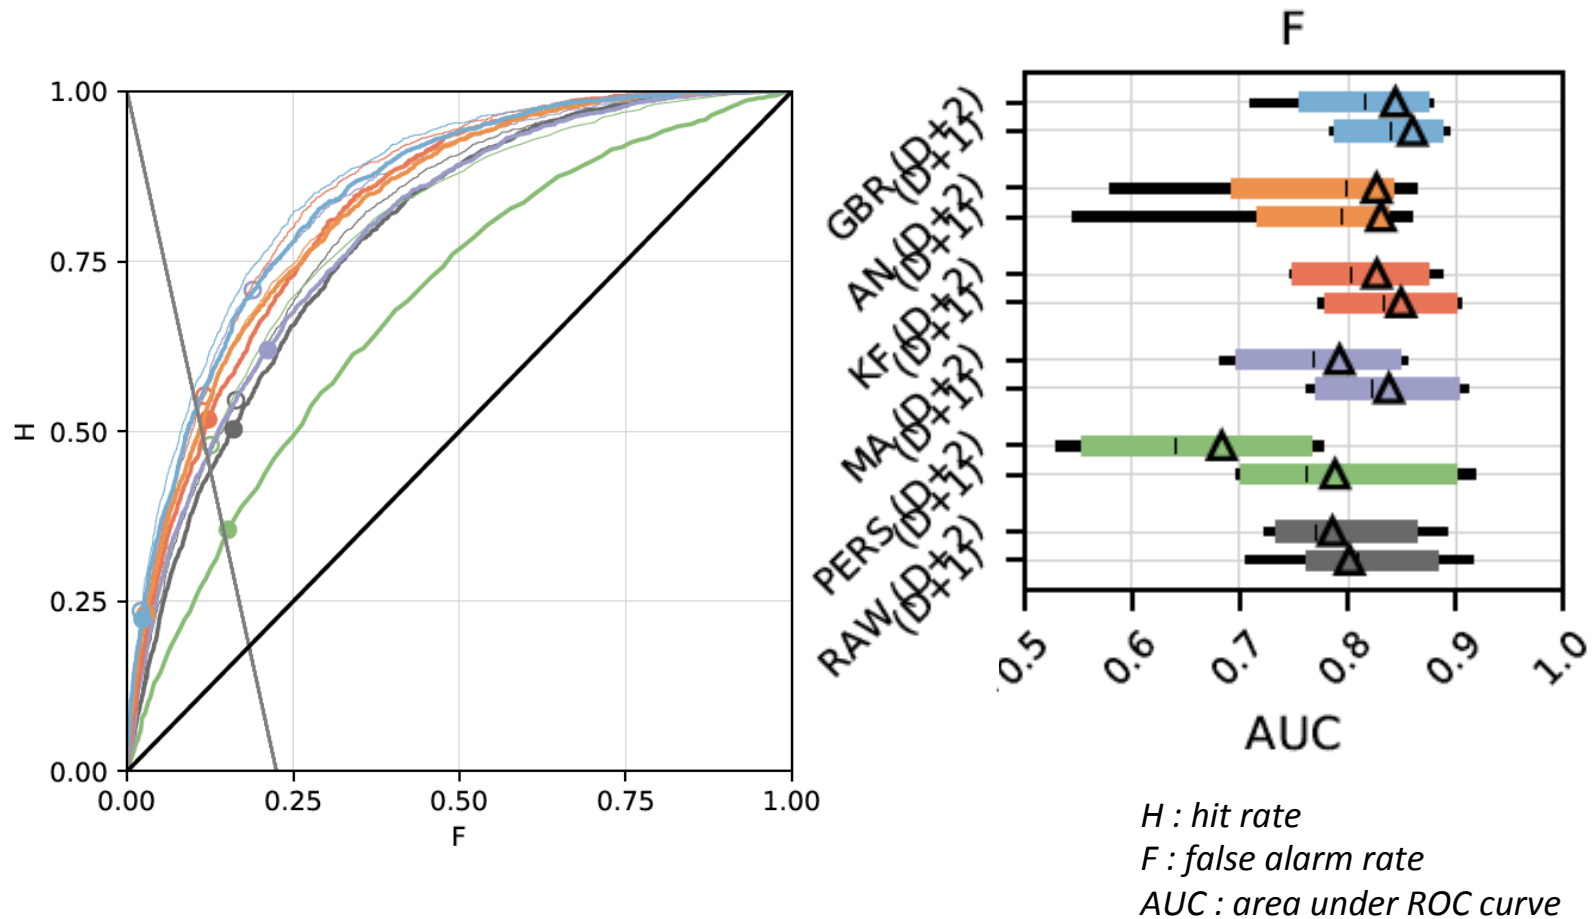 1.00
0.75
0.50
0.25
0.00
H
0.00 0.25 0.50 0.75 1.00
F
F
GBR (D+2)
(D+1)
AN (D+2)
(D+1)
KF (D+2)
(D+1)
MA (D+2)
(D+1)
PERS (D+2)
(D+1)
RAW (D+2)
(D+1)
0.5 0.6 0.7 0.8 0.9 1.0
AUC
H : hit rate
F : false alarm rate
AUC : area under ROC curve